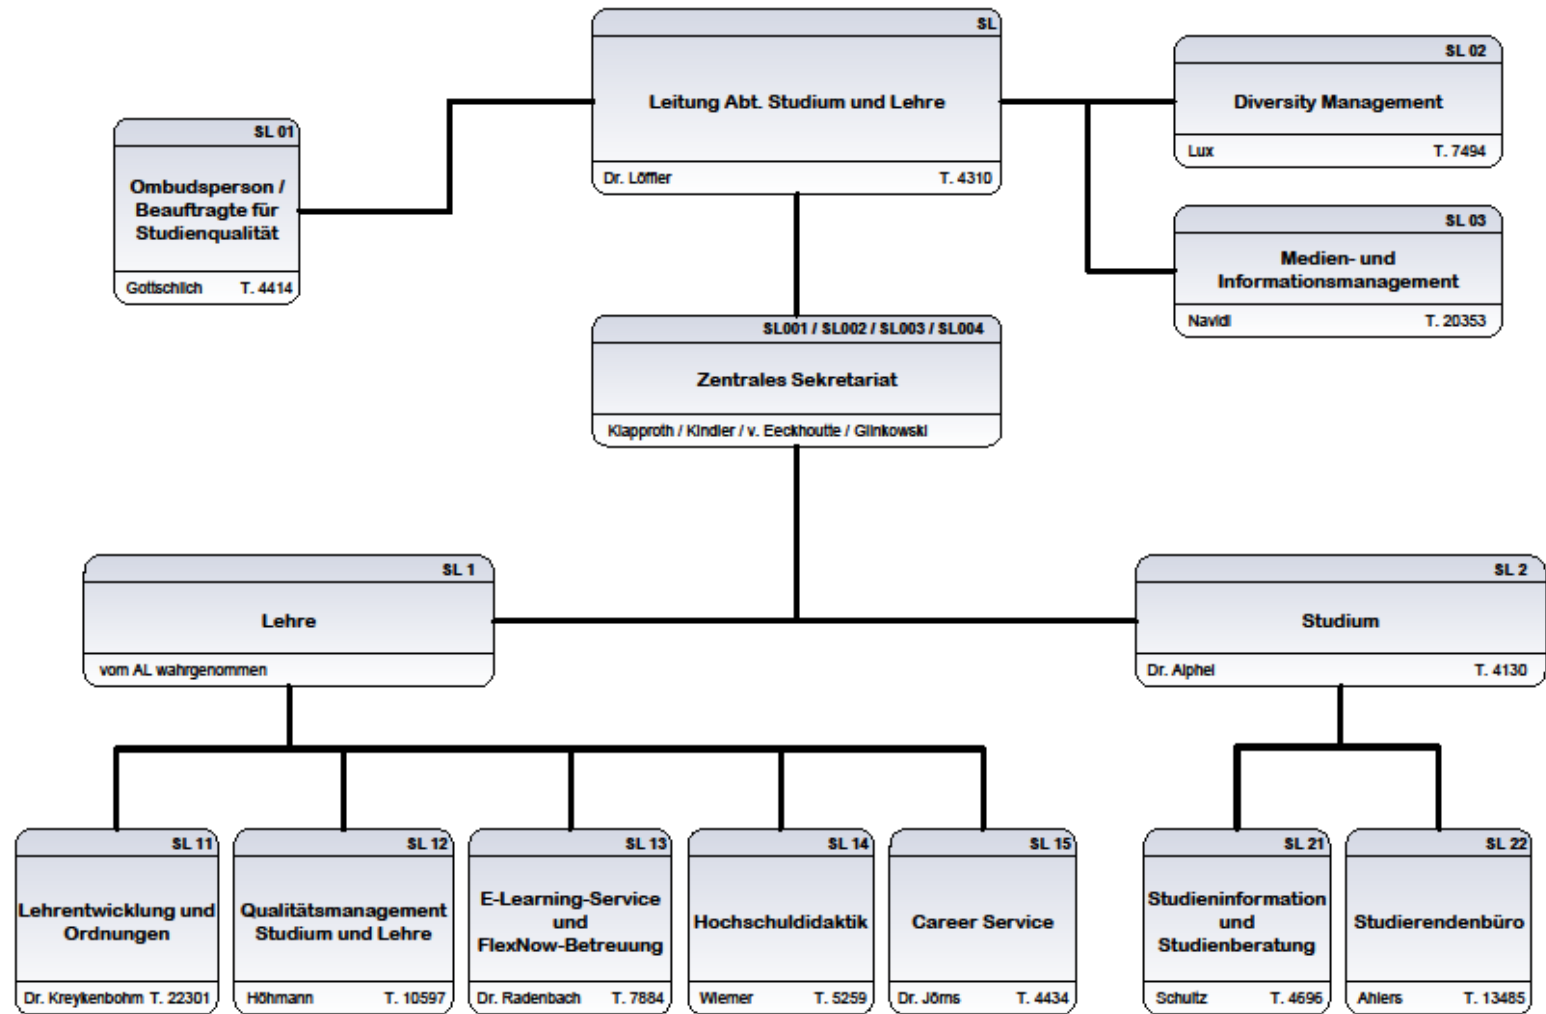 SL
Leitung Abt. Studium und Lehre
Dr. Löffler T. 4310
SL 01
Ombudsperson /
Beauftragte für
Studienqualität
Gottschlich T. 4414
SL 02
Diversity Management
Lux T. 7494
SL 03
Medien- und
Informationsmanagement
Navidi T. 20353
SL001 / SL002 / SL003 / SL004
Zentrales Sekretariat
Klapproth / Kindler / v. Eeckhoutte / Glinkowski
SL 1
Lehre
vom AL wahrgenommen
SL 2
Studium
Dr. Alphei T. 4130
SL 11
Lehrentwicklung und
Ordnungen
Dr. Kreykenbohm T. 22301
SL 12
Qualitätsmanagement
Studium und Lehre
Höhmann T. 10597
SL 13
E-Learning-Service
und
FlexNow-Betreuung
Dr. Radenbach T. 7884
SL 14
Hochschuldidaktik
Wiemer T. 5259
SL 15
Career Service
Dr. Jörns T. 4434
SL 21
Studieninformation
und
Studienberatung
Schultz T. 4696
SL 22
Studierendenbüro
Ahlers T. 13485